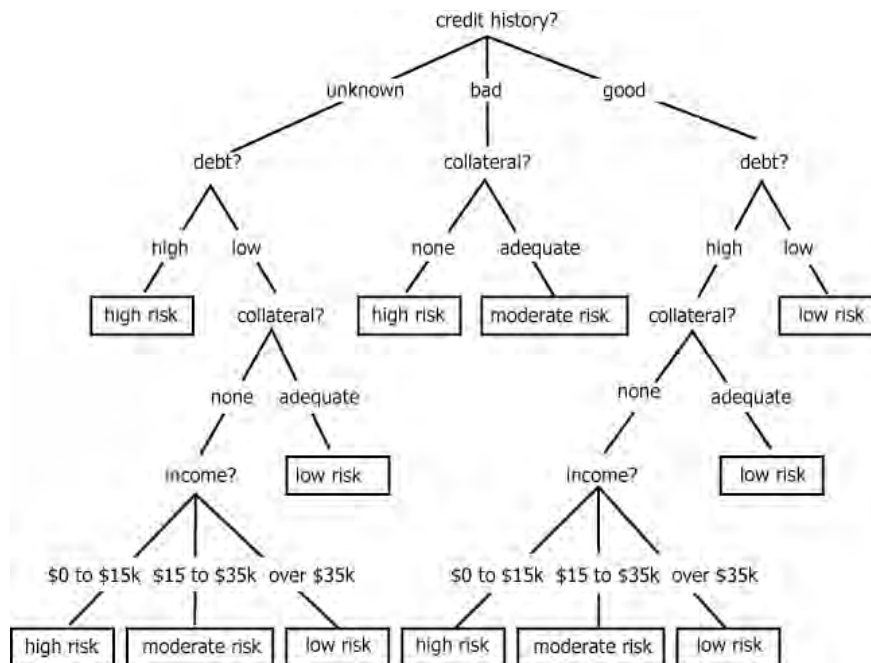 credit history?
unknown bad good
debt? collateral? debt?
high low none adequate high low
high risk collateral? high risk moderate risk collateral? low risk
none adequate none adequate
income? low risk income? low risk
$0 to $15k $15 to $35k over $35k $0 to $15k $15 to $35k over $35k
high risk moderate risk low risk high risk moderate risk low risk